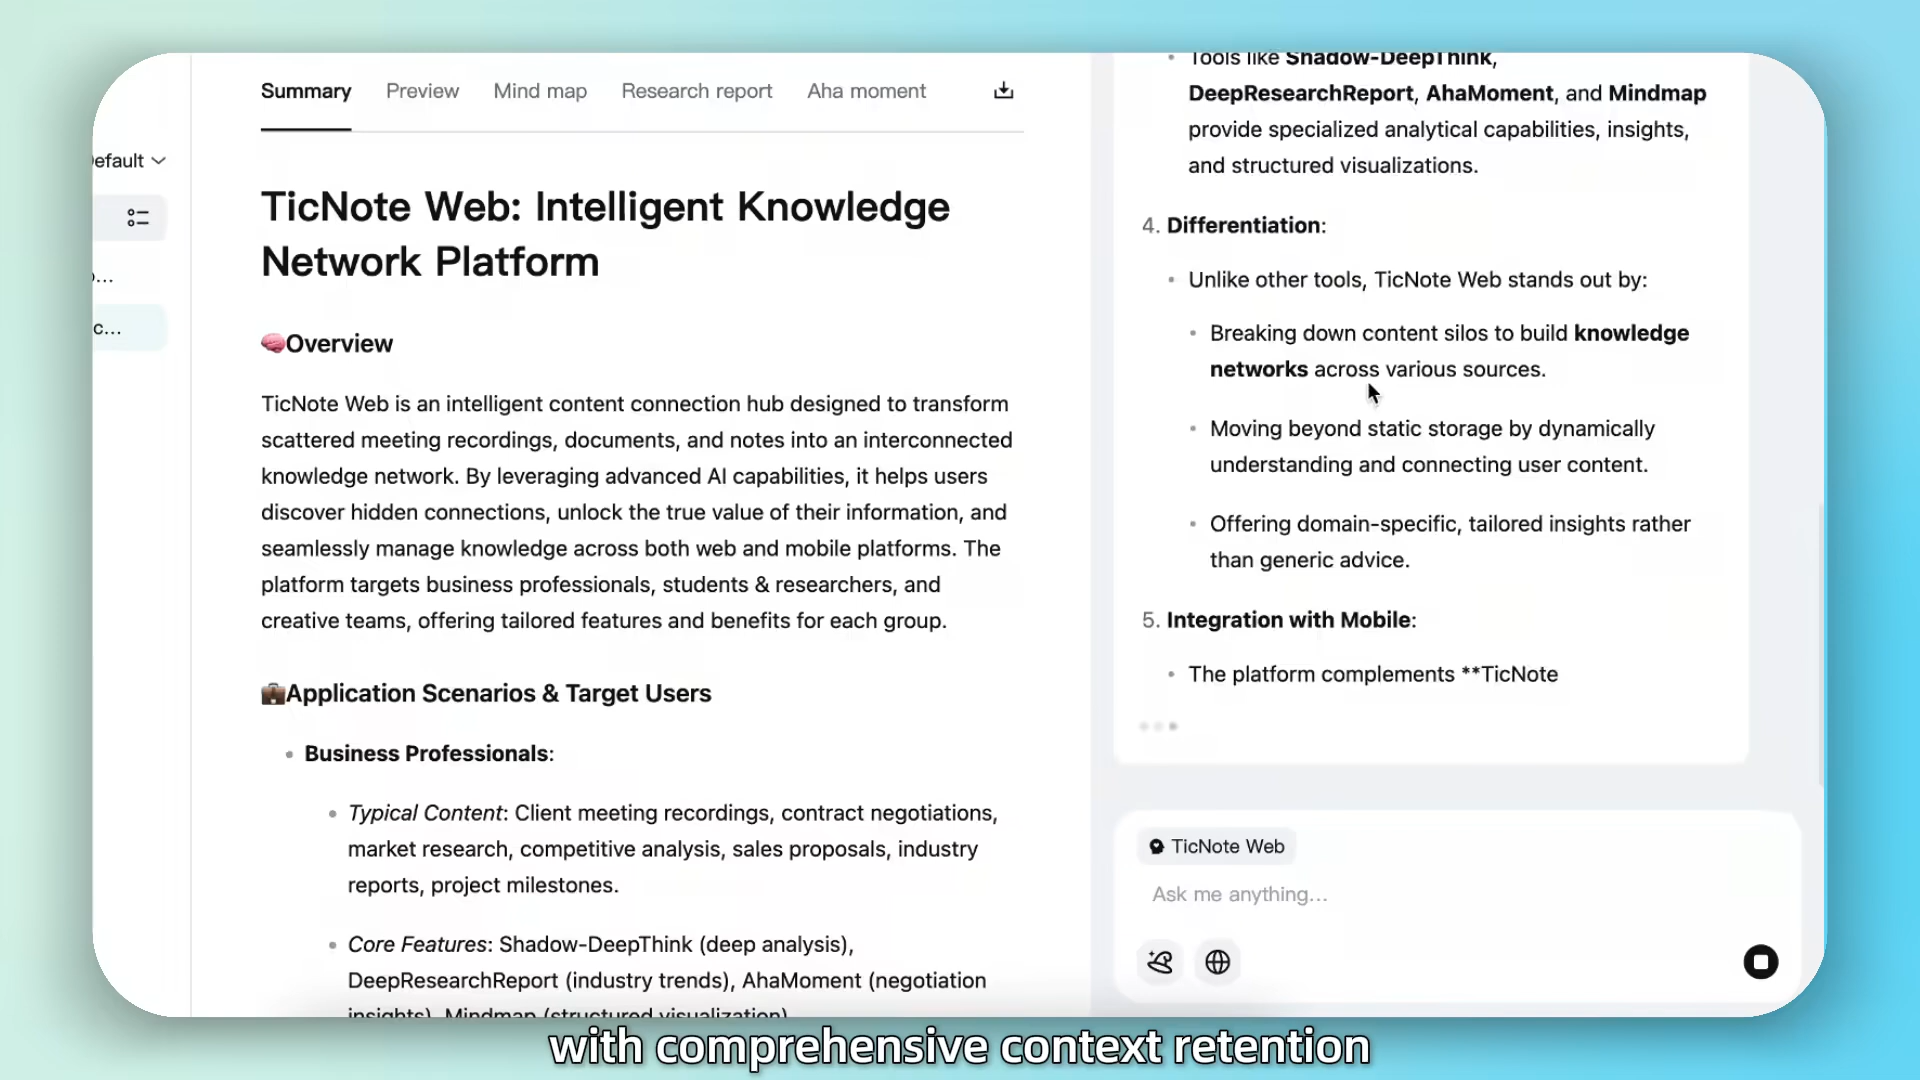 Default
o...
c...
Summary
Preview
Mind map
Research report
Aha moment
TicNote Web: Intelligent Knowledge
Network Platform
🧠Overview
TicNote Web is an intelligent content connection hub designed to transform
scattered meeting recordings, documents, and notes into an interconnected
knowledge network. By leveraging advanced AI capabilities, it helps users
discover hidden connections, unlock the true value of their information, and
seamlessly manage knowledge across both web and mobile platforms. The
platform targets business professionals, students & researchers, and
creative teams, offering tailored features and benefits for each group.
💼Application Scenarios & Target Users
• Business Professionals:
• Typical Content: Client meeting recordings, contract negotiations,
market research, competitive analysis, sales proposals, industry
reports, project milestones.
• Core Features: Shadow-DeepThink (deep analysis),
DeepResearchReport (industry trends), AhaMoment (negotiation
insights), Mindmap (structured visualization)
• Tools like Shadow-DeepThink,
DeepResearchReport, AhaMoment, and Mindmap
provide specialized analytical capabilities, insights,
and structured visualizations.
4. Differentiation:
• Unlike other tools, TicNote Web stands out by:
• Breaking down content silos to build knowledge
networks across various sources.
• Moving beyond static storage by dynamically
understanding and connecting user content.
• Offering domain-specific, tailored insights rather
than generic advice.
5. Integration with Mobile:
• The platform complements **TicNote
TicNote Web
Ask me anything...
with comprehensive context retention